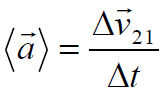 ⟨a⃗⟩ = Δv⃗₂₁ / Δt